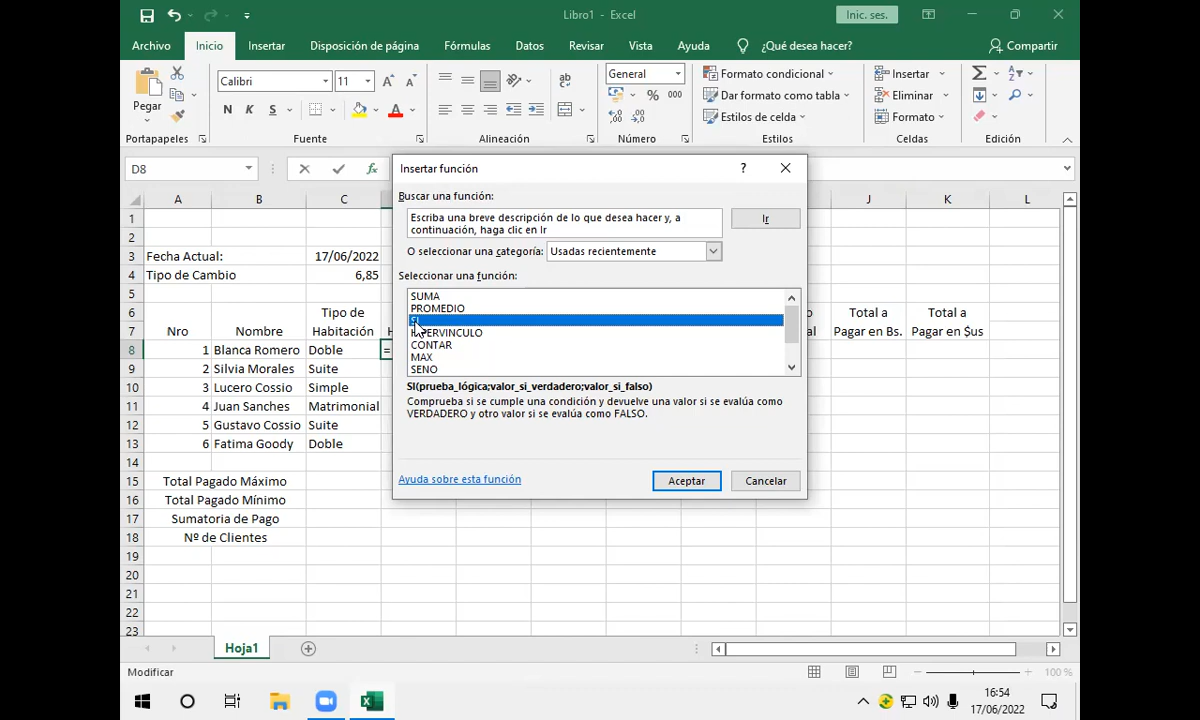 Libro1 - Excel
Inic. ses.
Archivo Inicio Insertar Disposición de página Fórmulas Datos Revisar Vista Ayuda ¿Qué desea hacer? Compartir
Pegar
Calibri 11
N K S
General
% 000
Formato condicional
Dar formato como tabla
Estilos de celda
Insertar
Eliminar
Formato
Portapapeles Fuente Alineación Número Estilos Celdas Edición
D8
fx
Insertar función
?
Buscar una función:
Escriba una breve descripción de lo que desea hacer y, a
continuación, haga clic en Ir
Ir
O seleccionar una categoría: Usadas recientemente
Seleccionar una función:
SUMA
PROMEDIO
SI
HIPERVINCULO
CONTAR
MAX
SENO
SI(prueba_lógica;valor_si_verdadero;valor_si_falso)
Comprueba si se cumple una condición y devuelve una valor si se evalúa como
VERDADERO y otro valor si se evalúa como FALSO.
Ayuda sobre esta función
Aceptar Cancelar
A B C J K L
1
2
3 Fecha Actual: 17/06/2022
4 Tipo de Cambio 6,85
5
6 Tipo de Total a Total a
7 Nro Nombre Habitación Pagar en Bs. Pagar en $us
8 1 Blanca Romero Doble =
9 2 Silvia Morales Suite
10 3 Lucero Cossio Simple
11 4 Juan Sanches Matrimonial
12 5 Gustavo Cossio Suite
13 6 Fatima Goody Doble
14
15 Total Pagado Máximo
16 Total Pagado Mínimo
17 Sumatoria de Pago
18 Nº de Clientes
19
20
21
22
23
Hoja1
Modificar
100 %
16:54
17/06/2022